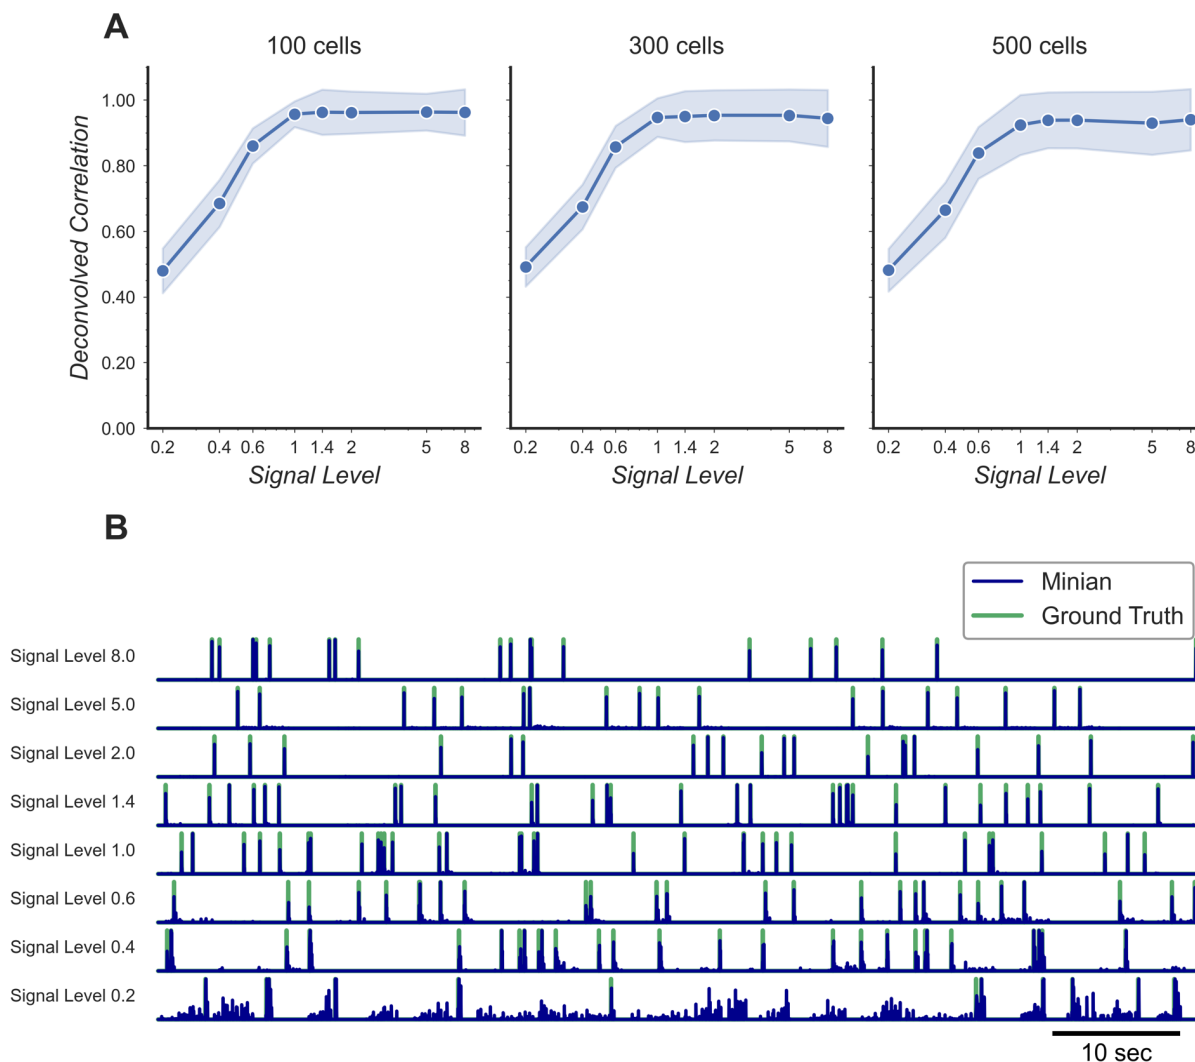 A
100 cells
300 cells
500 cells
Deconvolved Correlation
1.00
0.80
0.60
0.40
0.20
0.00
0.2 0.4 0.6 1 1.4 2 5 8
0.2 0.4 0.6 1 1.4 2 5 8
0.2 0.4 0.6 1 1.4 2 5 8
Signal Level
Signal Level
Signal Level
B
Minian
Ground Truth
Signal Level 8.0
Signal Level 5.0
Signal Level 2.0
Signal Level 1.4
Signal Level 1.0
Signal Level 0.6
Signal Level 0.4
Signal Level 0.2
10 sec